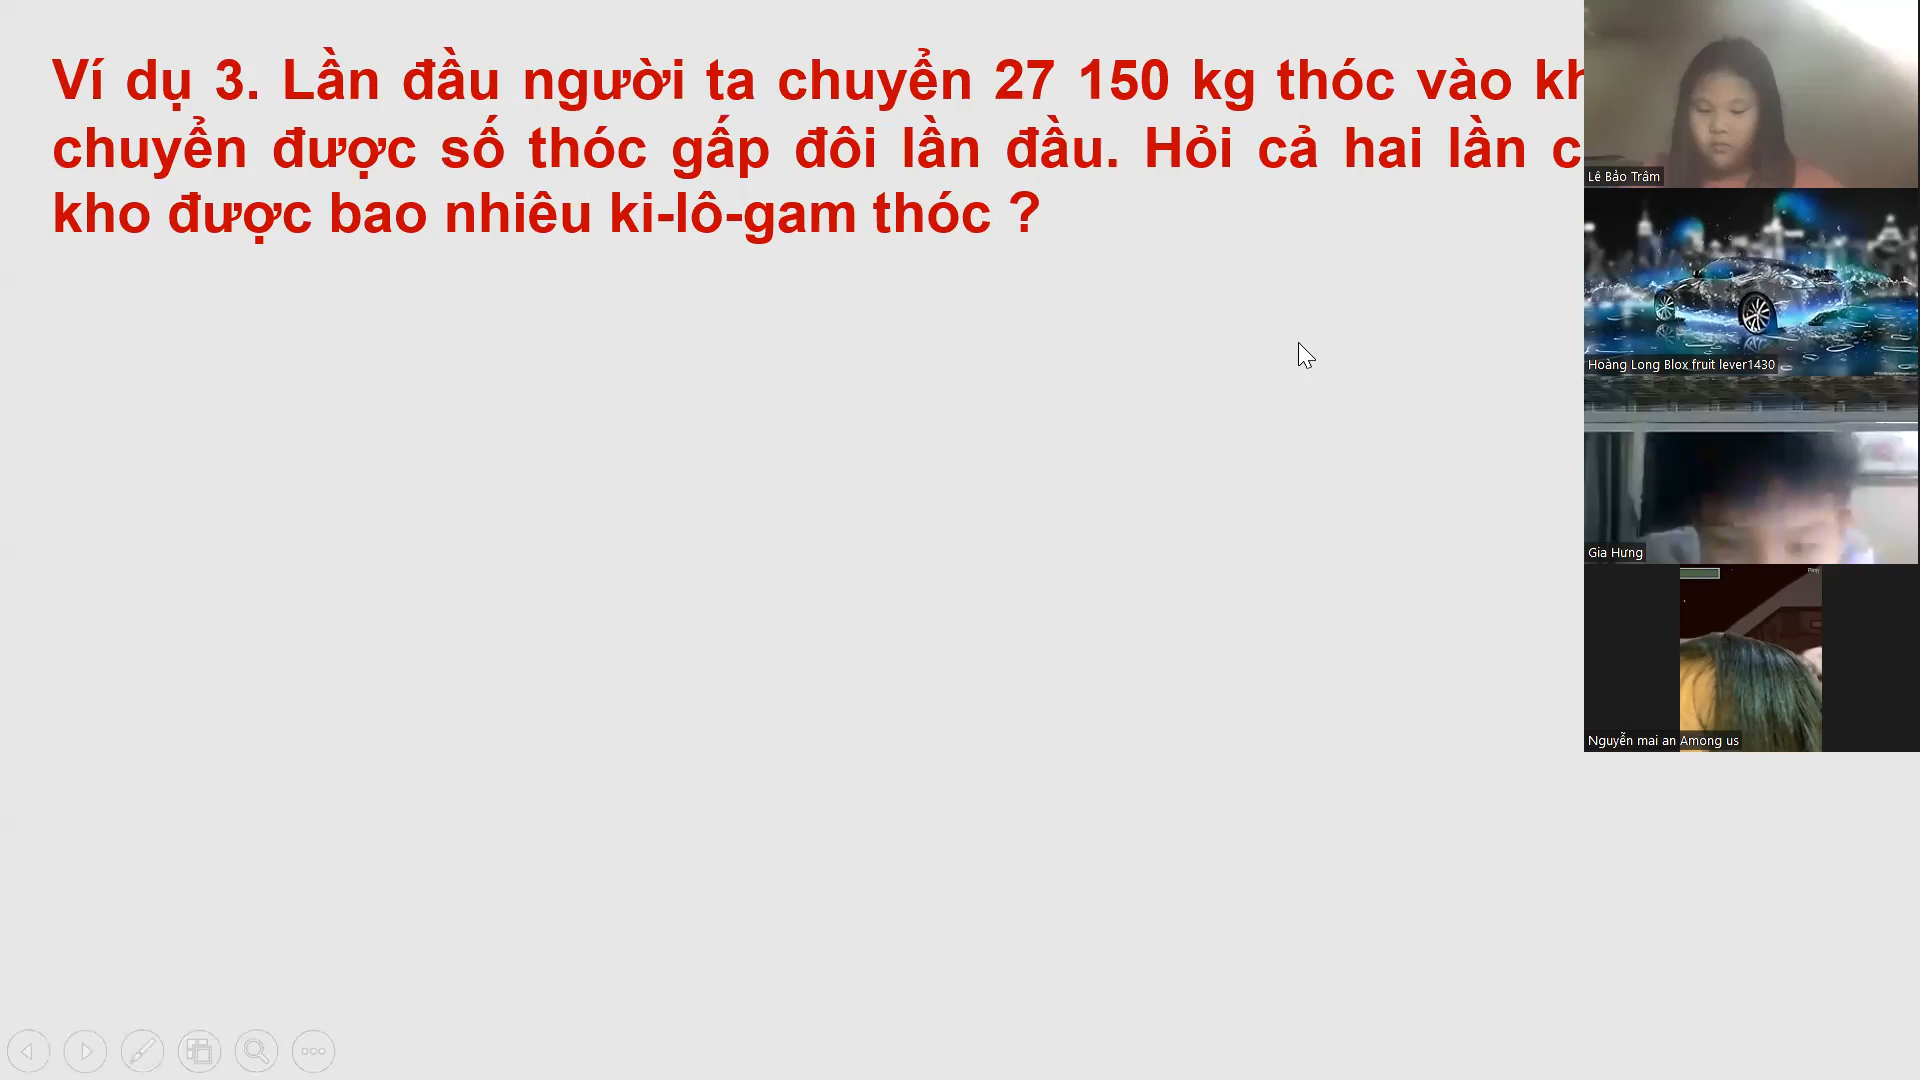 Ví dụ 3. Lần đầu người ta chuyển 27 150 kg thóc vào kh
chuyển được số thóc gấp đôi lần đầu. Hỏi cả hai lần c
kho được bao nhiêu ki-lô-gam thóc ?
Lê Bảo Trâm
Hoàng Long Blox fruit lever1430
Gia Hưng
Nguyễn mai an Among us